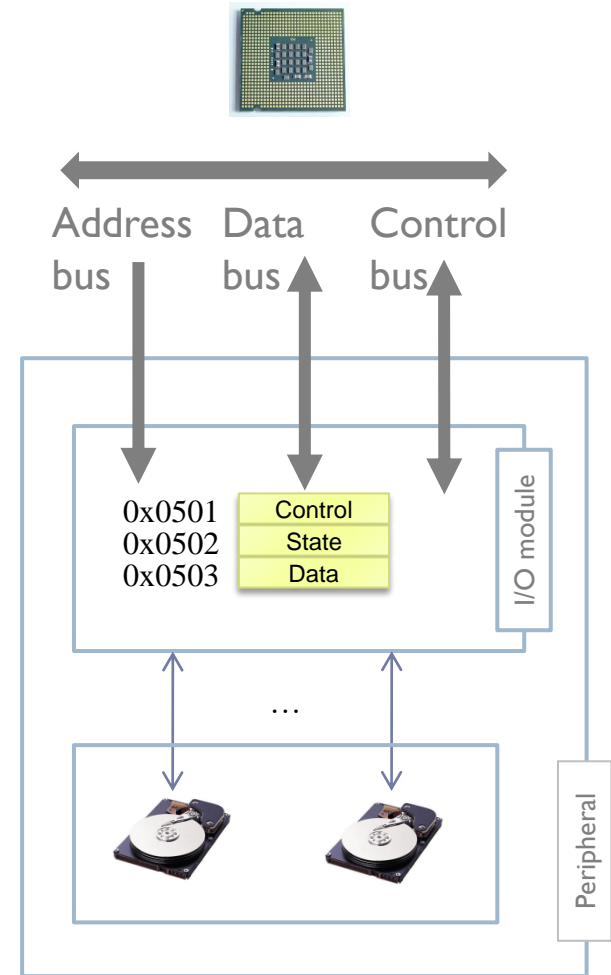 Address Data Control
bus bus bus
0x0501 Control
0x0502 State
0x0503 Data
I/O module
...
Peripheral